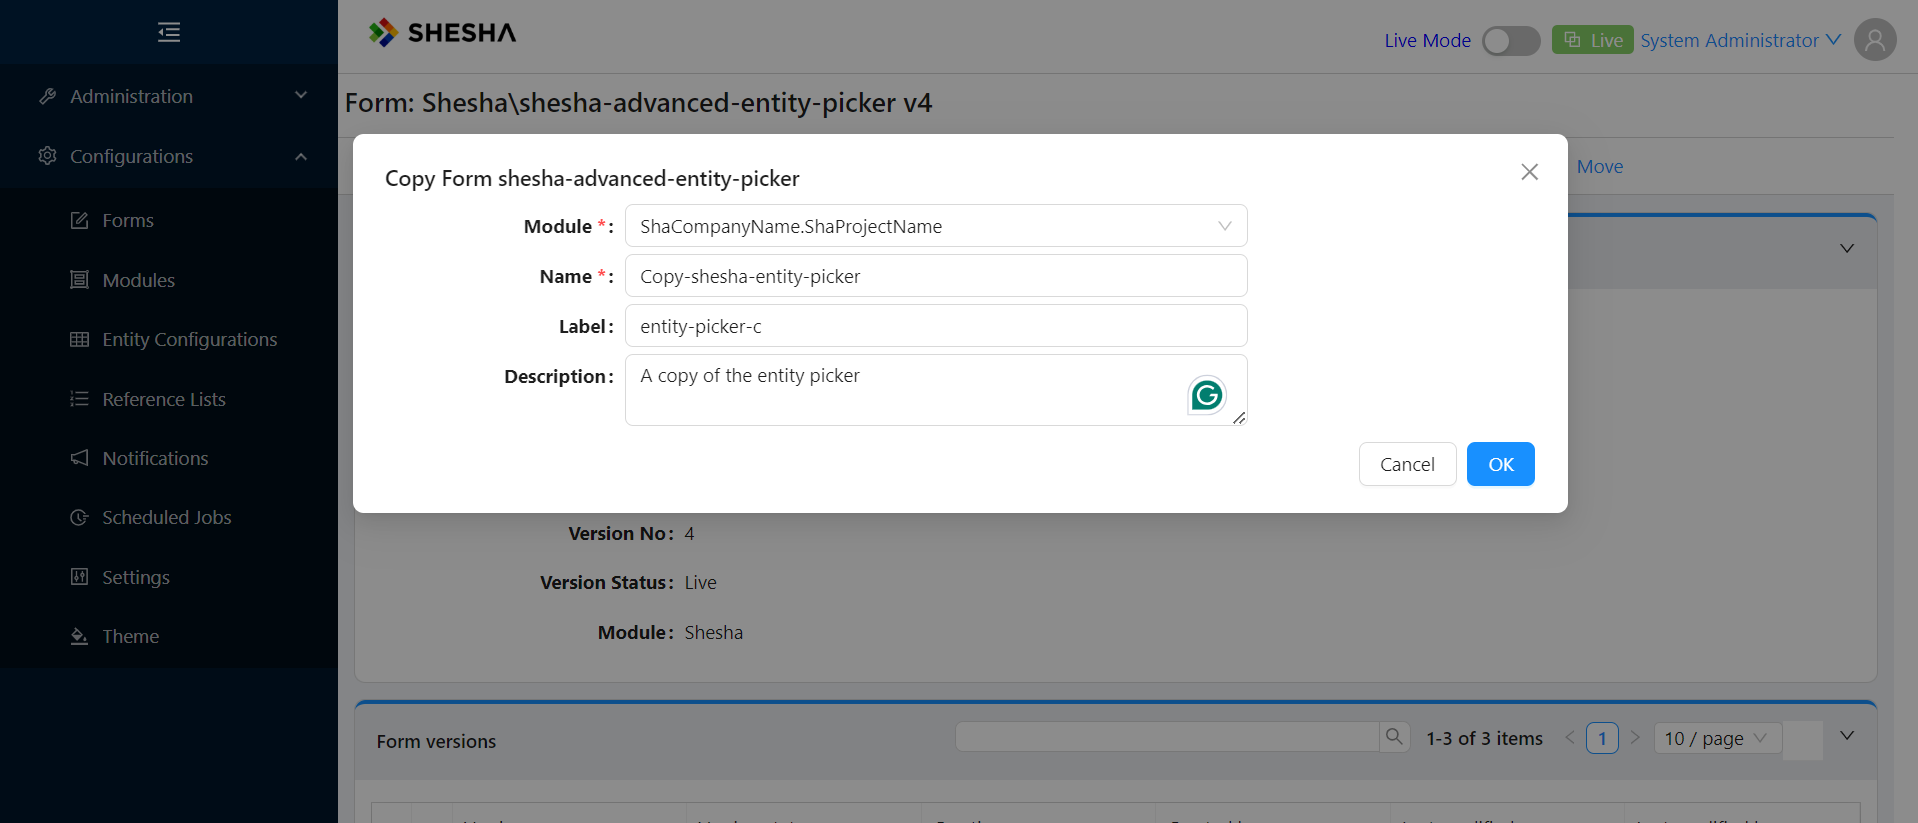 SHESHA
Live Mode
Live
System Administrator
Administration
Configurations
Forms
Modules
Entity Configurations
Reference Lists
Notifications
Scheduled Jobs
Settings
Theme
Form: Shesha\shesha-advanced-entity-picker v4
Move
Copy Form shesha-advanced-entity-picker
Module * : ShaCompanyName.ShaProjectName
Name * : Copy-shesha-entity-picker
Label : entity-picker-c
Description : A copy of the entity picker
Cancel OK
Version No : 4
Version Status : Live
Module : Shesha
Form versions
1-3 of 3 items
1
10 / page